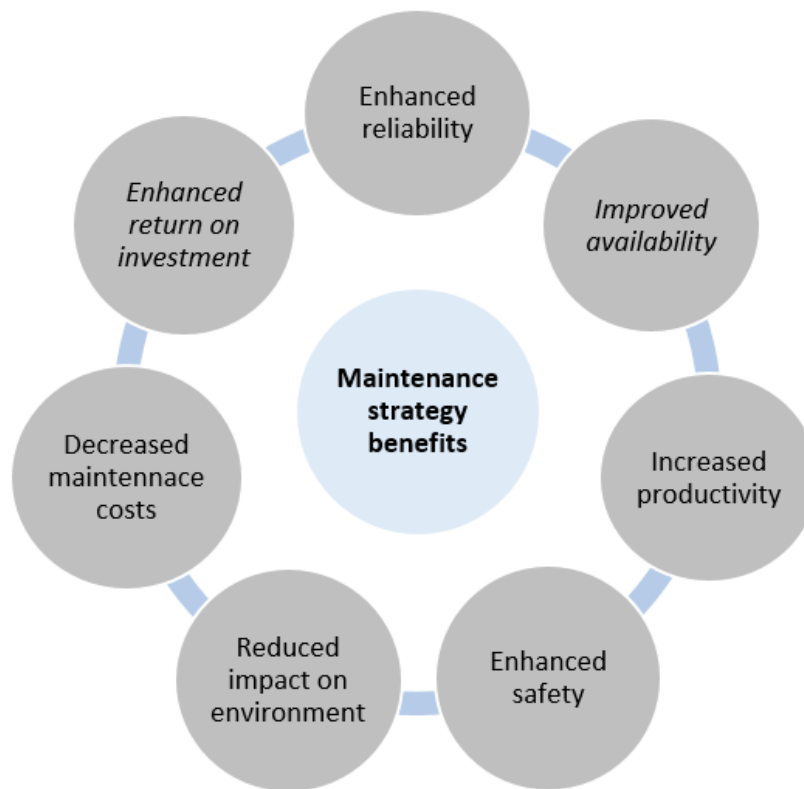 Enhanced
reliability
Improved
availability
Increased
productivity
Enhanced
safety
Reduced
impact on
environment
Decreased
maintennace
costs
Enhanced
return on
investment
Maintenance
strategy
benefits